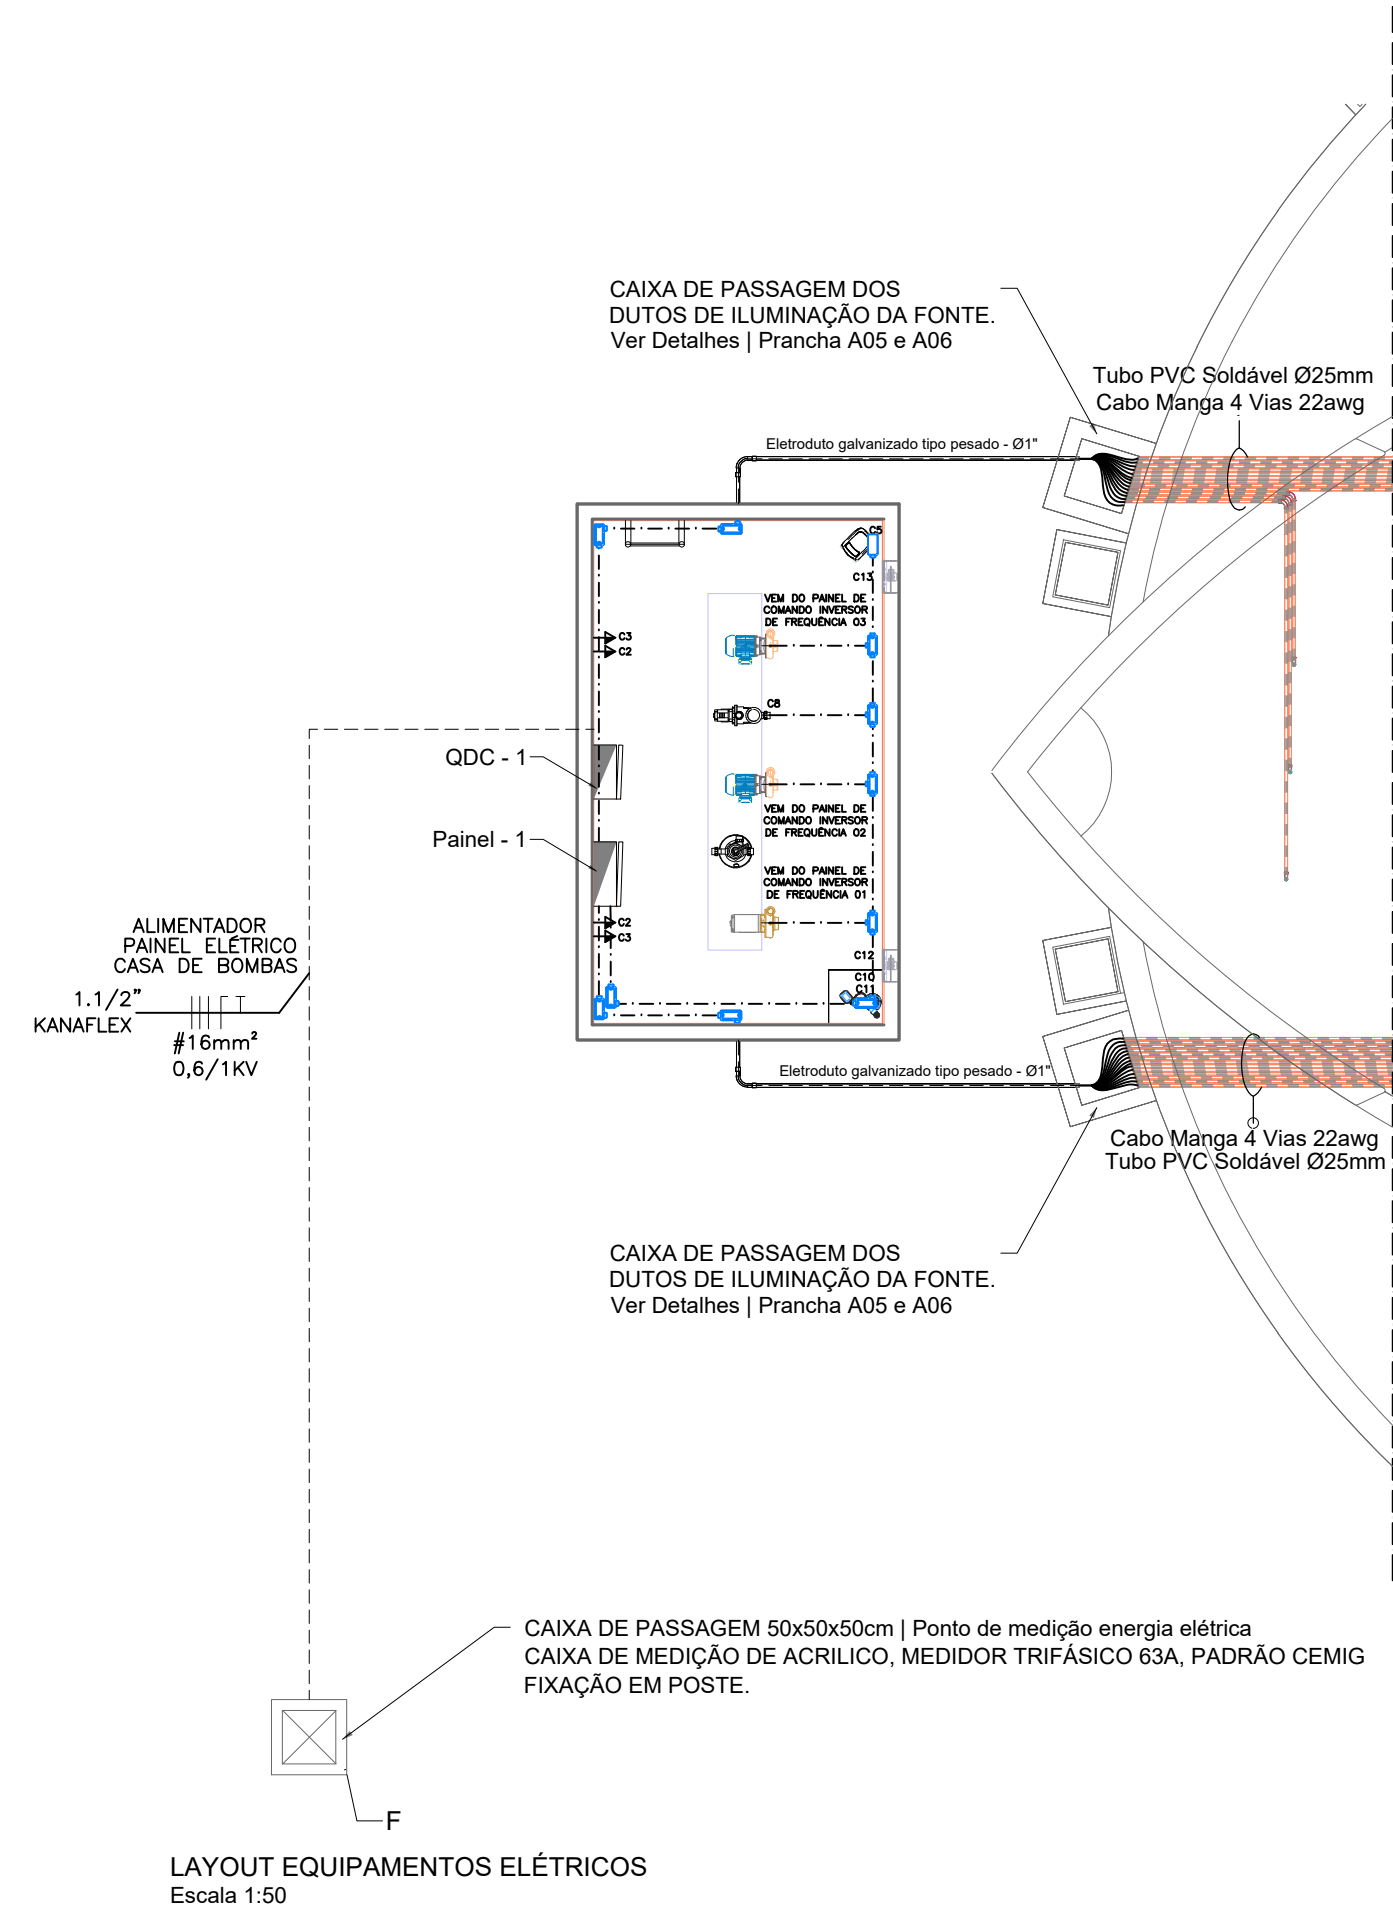 CAIXA DE PASSAGEM DOS
DUTOS DE ILUMINAÇÃO DA FONTE.
Ver Detalhes | Prancha A05 e A06
Tubo PVC Soldável Ø25mm
Cabo Manga 4 Vias 22awg
Eletroduto galvanizado tipo pesado - Ø1"
C5
C13
VEM DO PAINEL DE
COMANDO INVERSOR
DE FREQUÊNCIA 03
C3
C2
C8
QDC - 1
VEM DO PAINEL DE
COMANDO INVERSOR
DE FREQUÊNCIA 02
Painel - 1
VEM DO PAINEL DE
COMANDO INVERSOR
DE FREQUÊNCIA 01
C2
C3
C12
C10
C11
ALIMENTADOR
PAINEL ELÉTRICO
CASA DE BOMBAS
1.1/2"
KANAFLEX
#16mm²
0,6/1KV
Eletroduto galvanizado tipo pesado - Ø1"
Cabo Manga 4 Vias 22awg
Tubo PVC Soldável Ø25mm
CAIXA DE PASSAGEM DOS
DUTOS DE ILUMINAÇÃO DA FONTE.
Ver Detalhes | Prancha A05 e A06
CAIXA DE PASSAGEM 50x50x50cm | Ponto de medição energia elétrica
CAIXA DE MEDIÇÃO DE ACRILICO, MEDIDOR TRIFÁSICO 63A, PADRÃO CEMIG
FIXAÇÃO EM POSTE.
F
LAYOUT EQUIPAMENTOS ELÉTRICOS
Escala 1:50